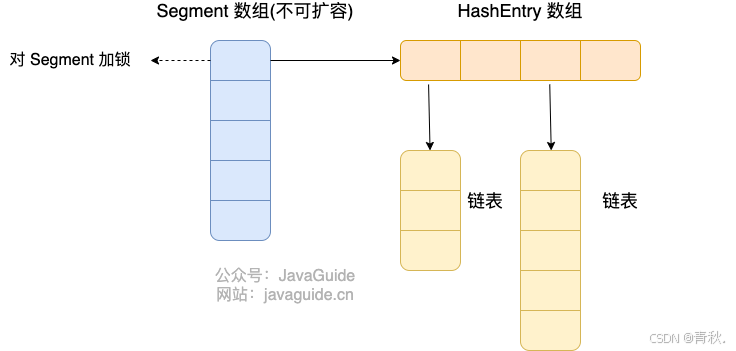 Segment 数组(不可扩容)
HashEntry 数组
对 Segment 加锁
链表
链表
公众号：JavaGuide
网站：javaguide.cn
CSDN @青秋.